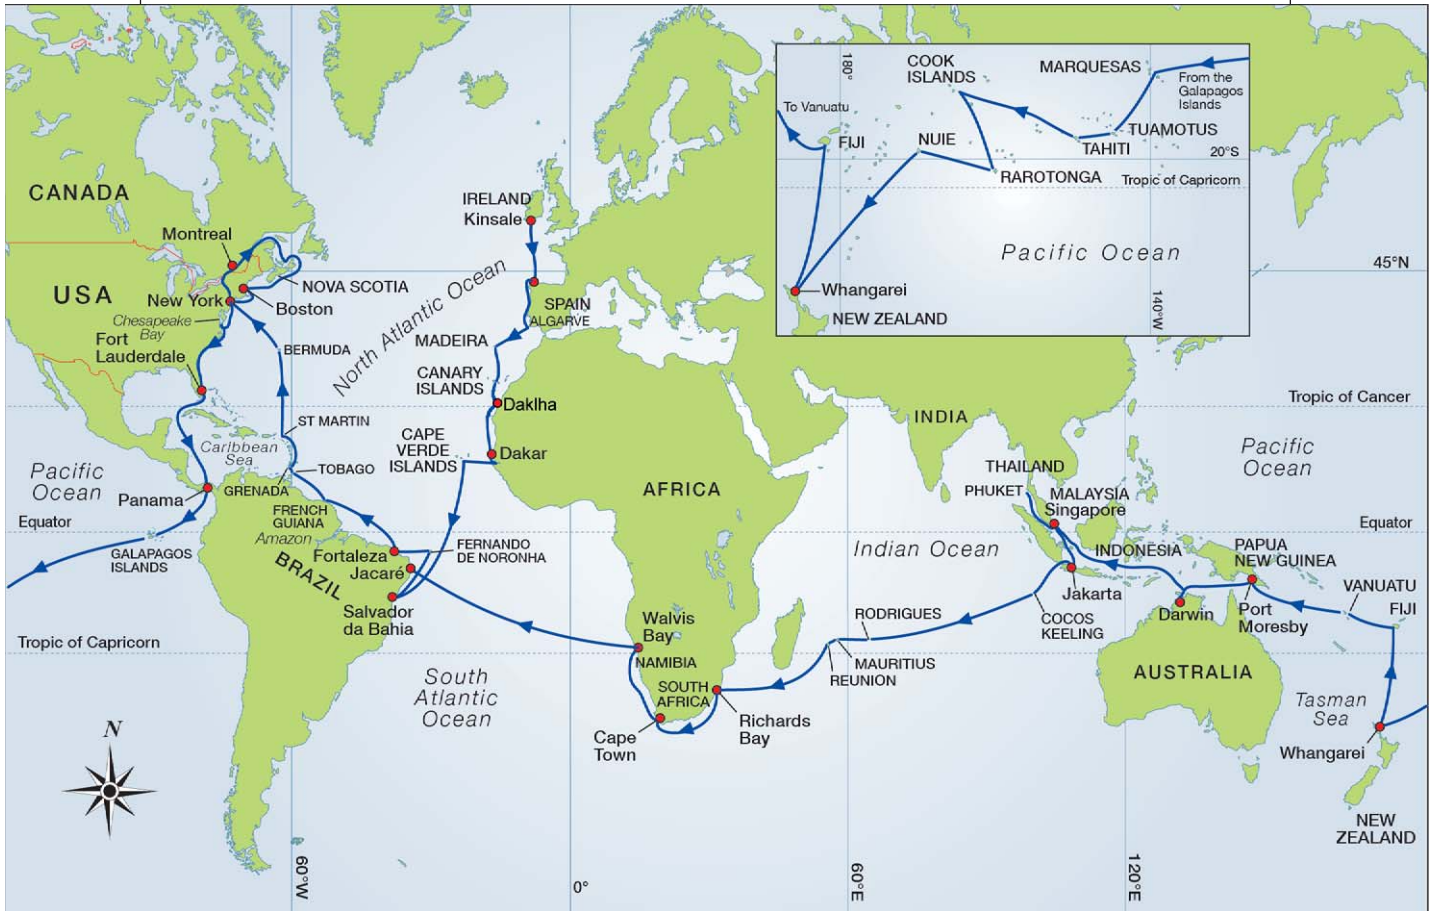 CANADA
Montreal
USA
New York
NOVA SCOTIA
Boston
Chesapeake
Bay
Fort
Lauderdale
BERMUDA
North Atlantic Ocean
IRELAND
Kinsale
SPAIN
ALGARVE
MADEIRA
CANARY
ISLANDS
Daklha
CAPE
VERDE
ISLANDS
Dakar
ST MARTIN
Caribbean
Sea
TOBAGO
GRENADA
Pacific
Ocean
Panama
FRENCH
GUIANA
Amazon
Equator
GALAPAGOS
ISLANDS
Fortaleza
Jacaré
BRAZIL
FERNANDO
DE NORONHA
Salvador
da Bahia
Tropic of Capricorn
South
Atlantic
Ocean
N
60°W
0°
60°E
120°E
AFRICA
Walvis
Bay
NAMIBIA
SOUTH
AFRICA
Cape
Town
Richards
Bay
RODRIGUES
MAURITIUS
REUNION
Indian Ocean
INDIA
THAILAND
PHUKET
MALAYSIA
Singapore
INDONESIA
Jakarta
COCOS
KEELING
PAPUA
NEW GUINEA
Darwin
Port
Moresby
VANUATU
FIJI
AUSTRALIA
Tasman
Sea
Whangarei
NEW
ZEALAND
45°N
Tropic of Cancer
Pacific
Ocean
Equator
180°
COOK
ISLANDS
MARQUESAS
From the
Galapagos
Islands
To Vanuatu
FIJI
NUIE
TUAMOTUS
TAHITI
20°S
RAROTONGA
Tropic of Capricorn
Pacific Ocean
Whangarei
NEW ZEALAND
140°W